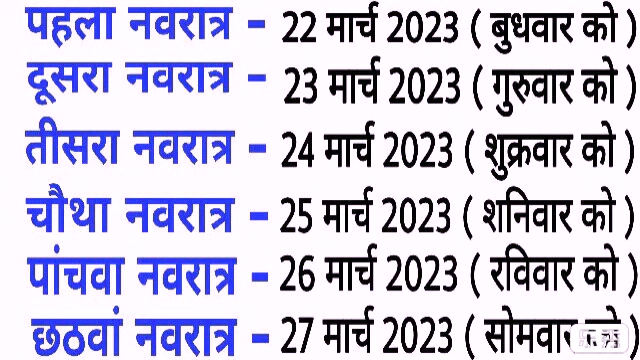 पहला नवरात्र - 22 मार्च 2023 ( बुधवार को )
दूसरा नवरात्र - 23 मार्च 2023 ( गुरुवार को )
तीसरा नवरात्र - 24 मार्च 2023 ( शुक्रवार को )
चौथा नवरात्र - 25 मार्च 2023 ( शनिवार को )
पांचवा नवरात्र - 26 मार्च 2023 ( रविवार को )
छठवां नवरात्र - 27 मार्च 2023 ( सोमवार को )